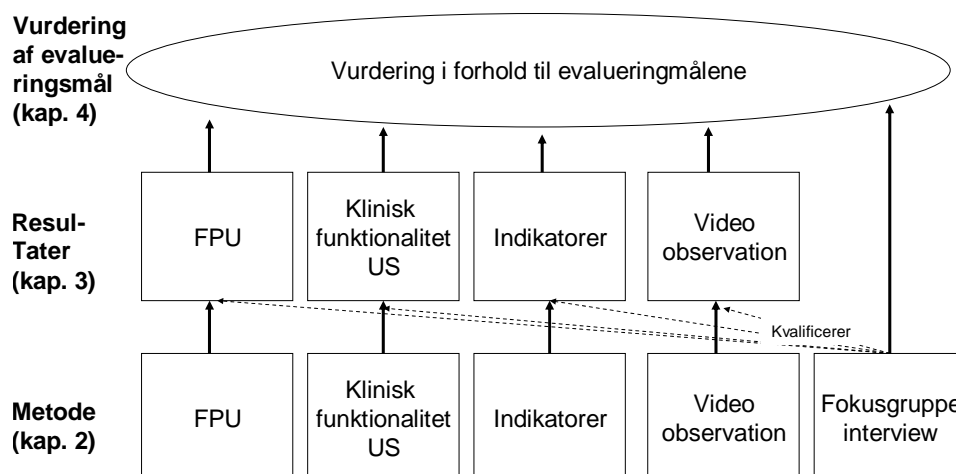 Vurdering
af evalue-
ringsmål
(kap. 4)
Vurdering i forhold til evalueringmålene
Resul-
Tater
(kap. 3)
FPU
Klinisk
funktionalitet
US
Indikatorer
Video
observation
Kvalificerer
Metode
(kap. 2)
FPU
Klinisk
funktionalitet
US
Indikatorer
Video
observation
Fokusgruppe
interview